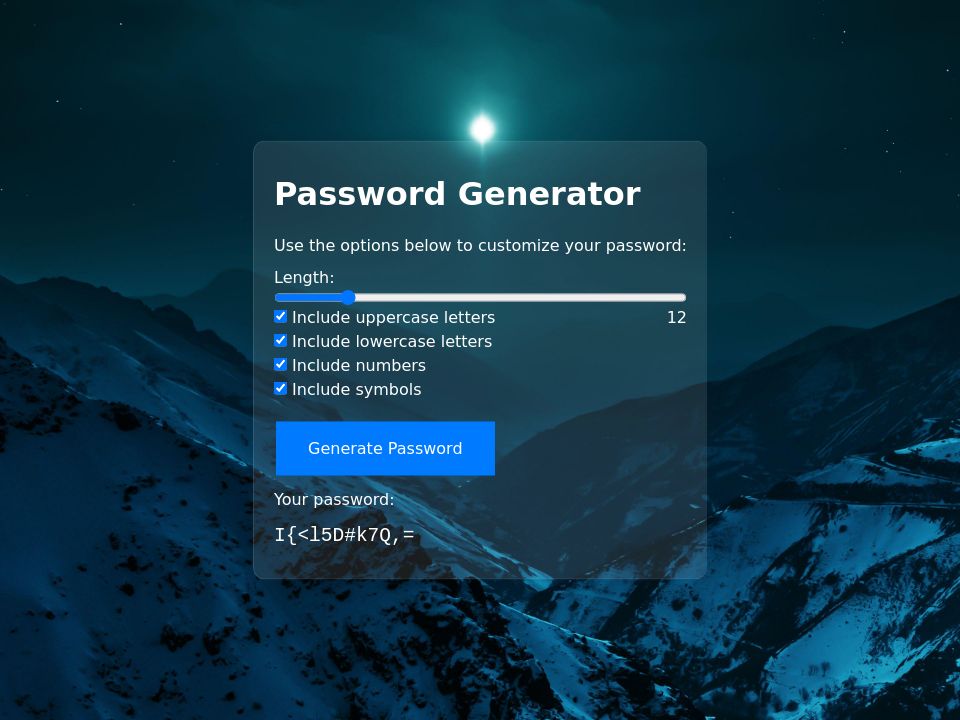 Password Generator
Use the options below to customize your password:
Length:
Include uppercase letters 12
Include lowercase letters
Include numbers
Include symbols
Generate Password
Your password:
I{<l5D#k7Q,=